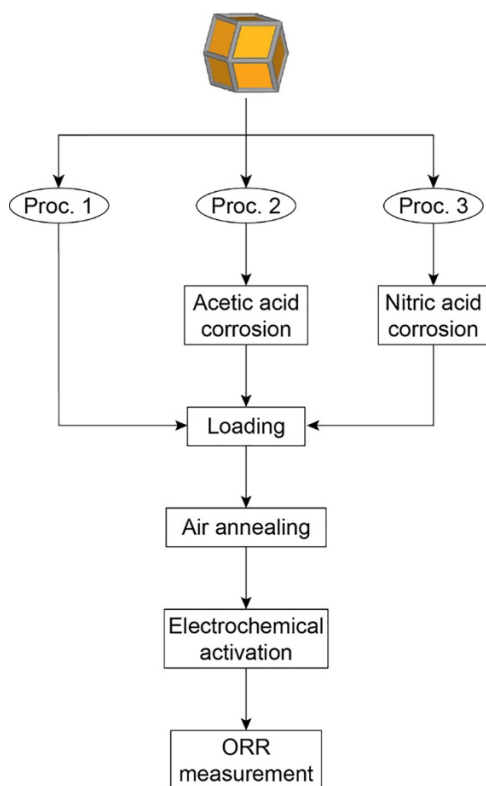 Proc. 1
Proc. 2
Proc. 3
Acetic acid
corrosion
Nitric acid
corrosion
Loading
Air annealing
Electrochemical
activation
ORR
measurement